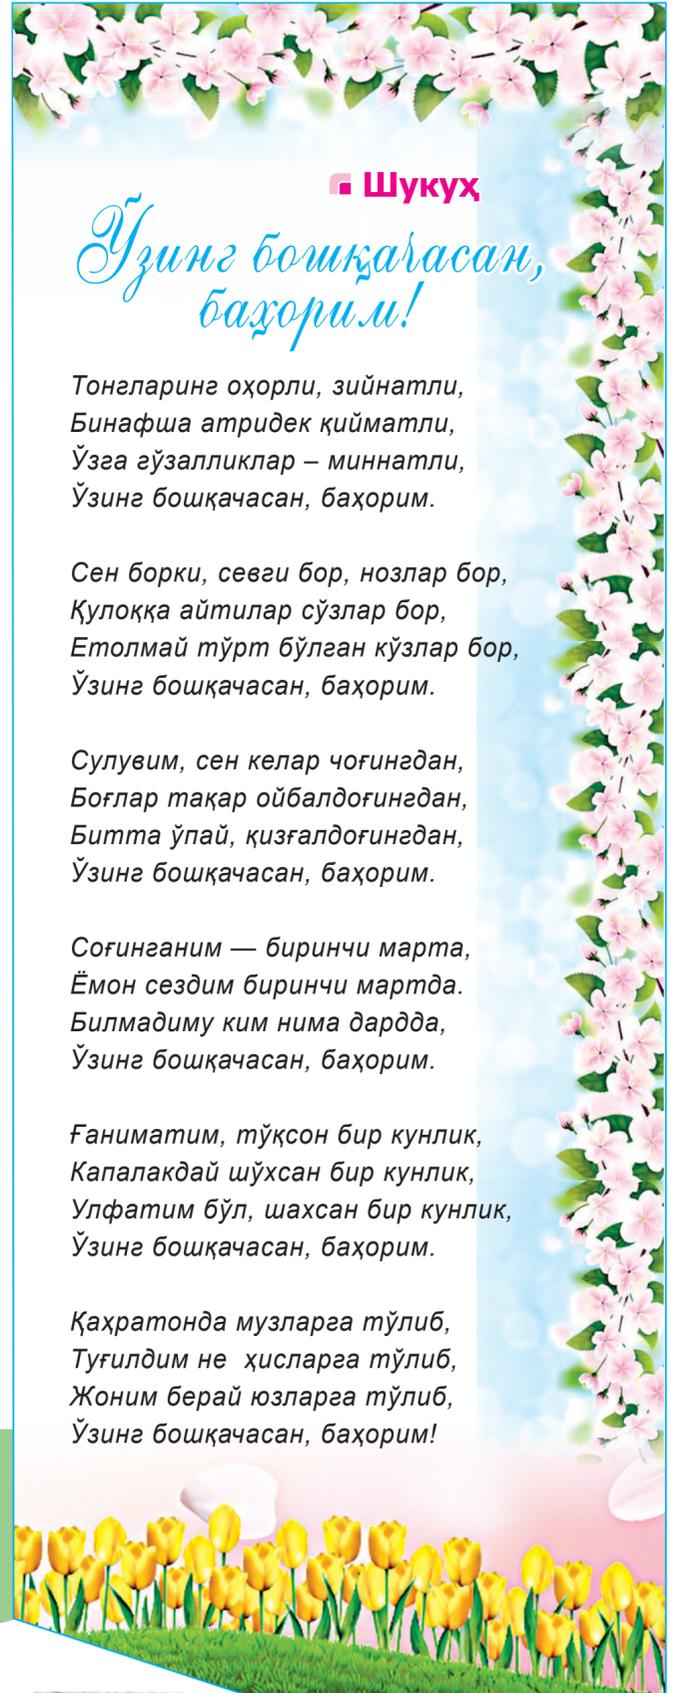 Шукуҳ
Ўзинг бошқачасан,
баҳорим!
Тонгларинг оҳорли, зийнатли,
Бинафша атридек қийматли,
Ўзга гўзалликлар – миннатли,
Ўзинг бошқачасан, баҳорим.
Сен борки, севги бор, нозлар бор,
Қулоққа айтилар сўзлар бор,
Етолмай тўрт бўлган кўзлар бор,
Ўзинг бошқачасан, баҳорим.
Сулувим, сен келар чоғингдан,
Боғлар тақар ойбалдоғингдан,
Битта ўпай, қизғалдоғингдан,
Ўзинг бошқачасан, баҳорим.
Соғинганим — биринчи марта,
Ёмон сездим биринчи мартда.
Билмадиму ким нима дардда,
Ўзинг бошқачасан, баҳорим.
Ғаниматим, тўқсон бир кунлик,
Капалакдай шўхсан бир кунлик,
Улфатим бўл, шахсан бир кунлик,
Ўзинг бошқачасан, баҳорим.
Қаҳратонда музларга тўлиб,
Туғилдим не  ҳисларга тўлиб,
Жоним берай юзларга тўлиб,
Ўзинг бошқачасан, баҳорим!